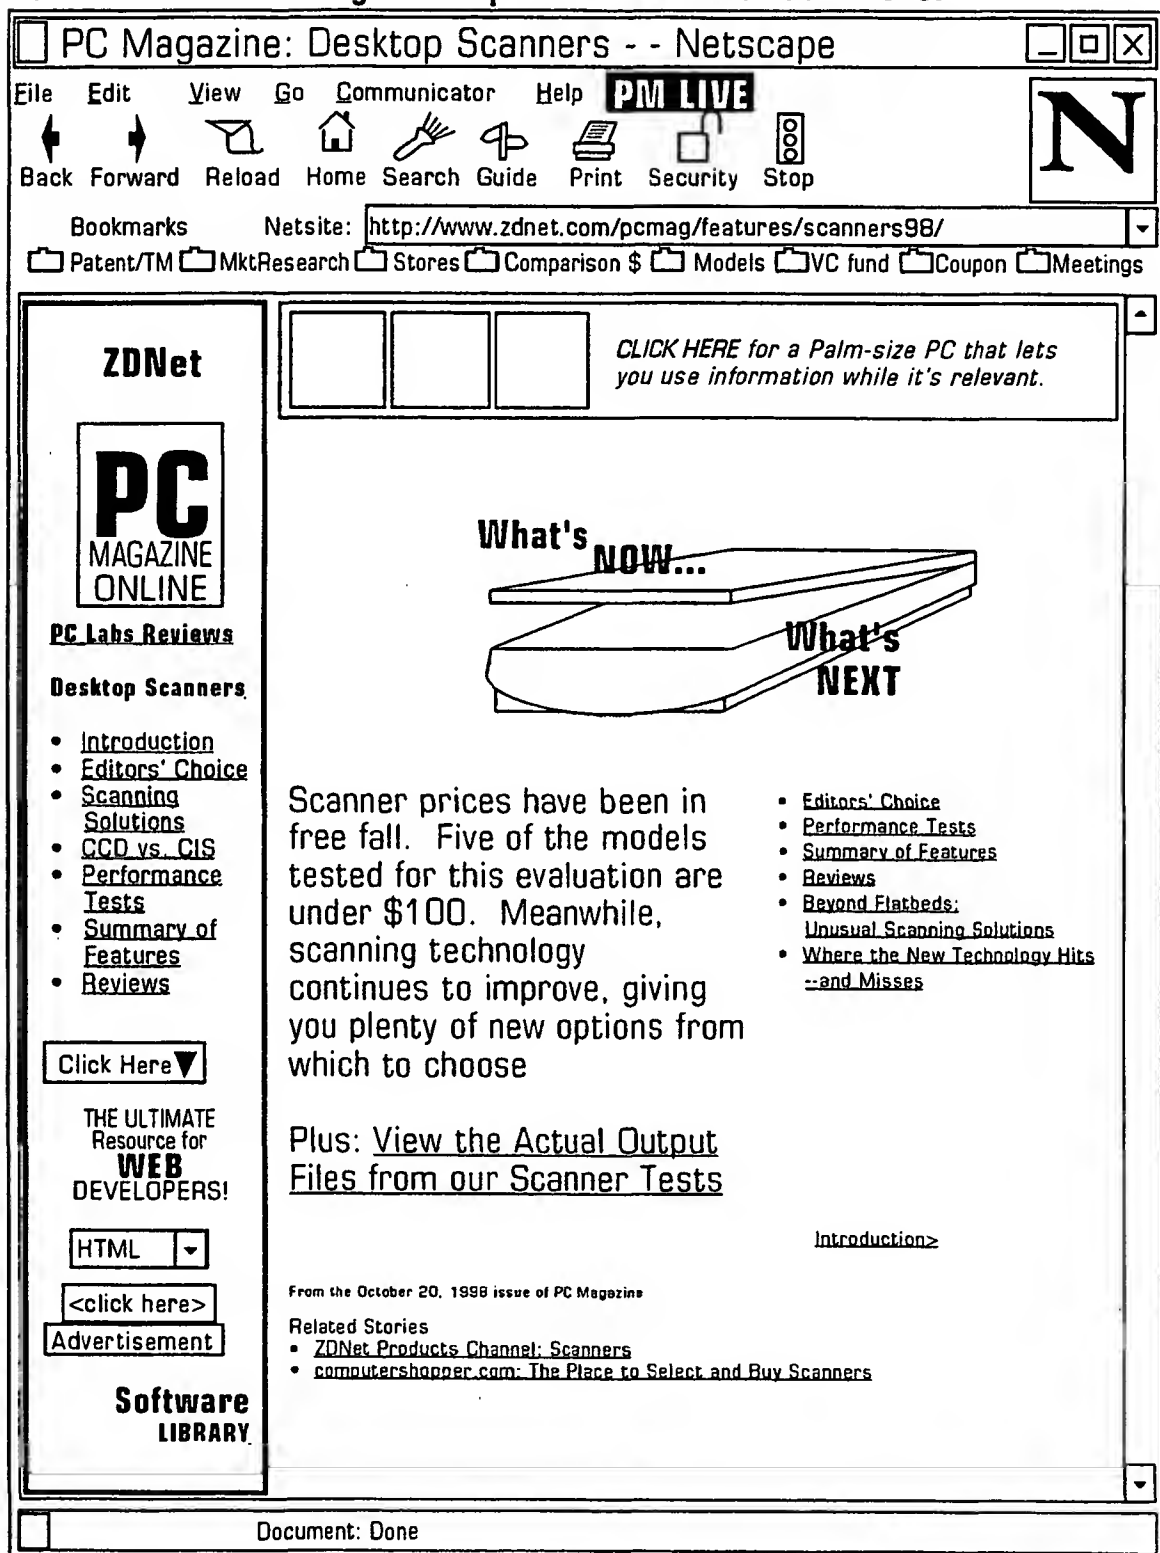 PC Magazine: Desktop Scanners - - Netscape
File Edit View Go Communicator Help PM LIVE
N
Back Forward Reload Home Search Guide Print Security Stop
Bookmarks Netsite: http://www.zdnet.com/pcmag/features/scanners98/
Patent/TM MktResearch Stores Comparison $ Models VC fund Coupon Meetings
ZDNet
PC
MAGAZINE
ONLINE
PC Labs Reviews
Desktop Scanners
• Introduction
• Editors' Choice
• Scanning
Solutions
• CCD vs. CIS
• Performance
Tests
• Summary of
Features
• Reviews
Click Here
THE ULTIMATE
Resource for
WEB
DEVELOPERS!
HTML
<click here>
Advertisement
Software
LIBRARY
CLICK HERE for a Palm-size PC that lets
you use information while it's relevant.
What's
NOW...
What's
NEXT
Scanner prices have been in
free fall. Five of the models
tested for this evaluation are
under $100. Meanwhile,
scanning technology
continues to improve, giving
you plenty of new options from
which to choose
Plus: View the Actual Output
Files from our Scanner Tests
• Editors' Choice
• Performance Tests
• Summary of Features
• Reviews
• Beyond Flatbeds:
Unusual Scanning Solutions
• Where the New Technology Hits
--and Misses
Introduction>
From the October 20, 1998 issue of PC Magazine
Related Stories
• ZDNet Products Channel: Scanners
• computershopper.com: The Place to Select and Buy Scanners
Document: Done